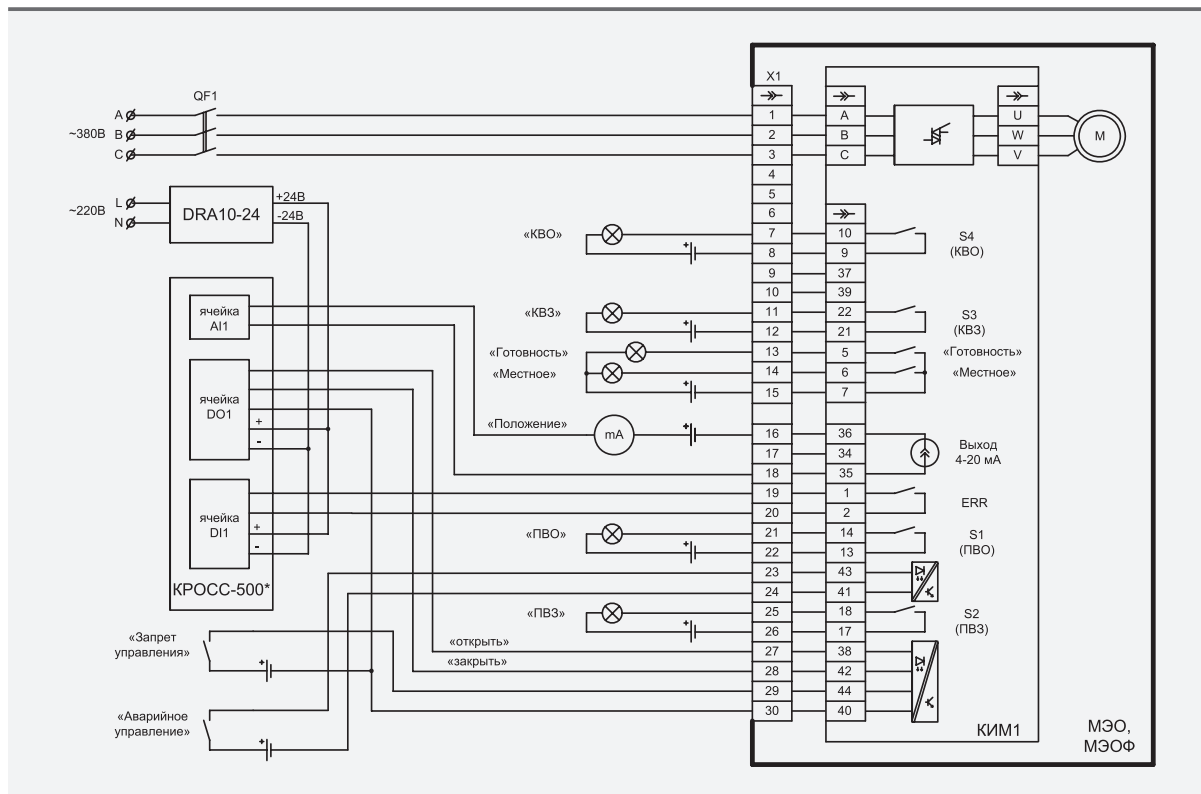 QF1
A
~380В B
C
L
~220В
N
DRA10-24
+24В
-24В
ячейка
AI1
ячейка
DO1
+
-
ячейка
DI1
+
-
КРОСС-500*
«Запрет
управления»
«Аварийное
управление»
«КВО»
«КВЗ»
«Готовность»
«Местное»
«Положение»
mA
«ПВО»
«ПВЗ»
«открыть»
«закрыть»
X1
1 A U
2 B W
3 C V
M
4
5
6
7 10
8 9
9 37
10 39
11 22
12 21
13 5
14 6
15 7
16 36
17 34
18 35
19 1
20 2
21 14
22 13
23 43
24 41
25 18
26 17
27 38
28 42
29 44
30 40
S4
(КВО)
S3
(КВЗ)
«Готовность»
«Местное»
Выход
4-20 мА
ERR
S1
(ПВО)
S2
(ПВЗ)
КИМ1
МЭО,
МЭОФ